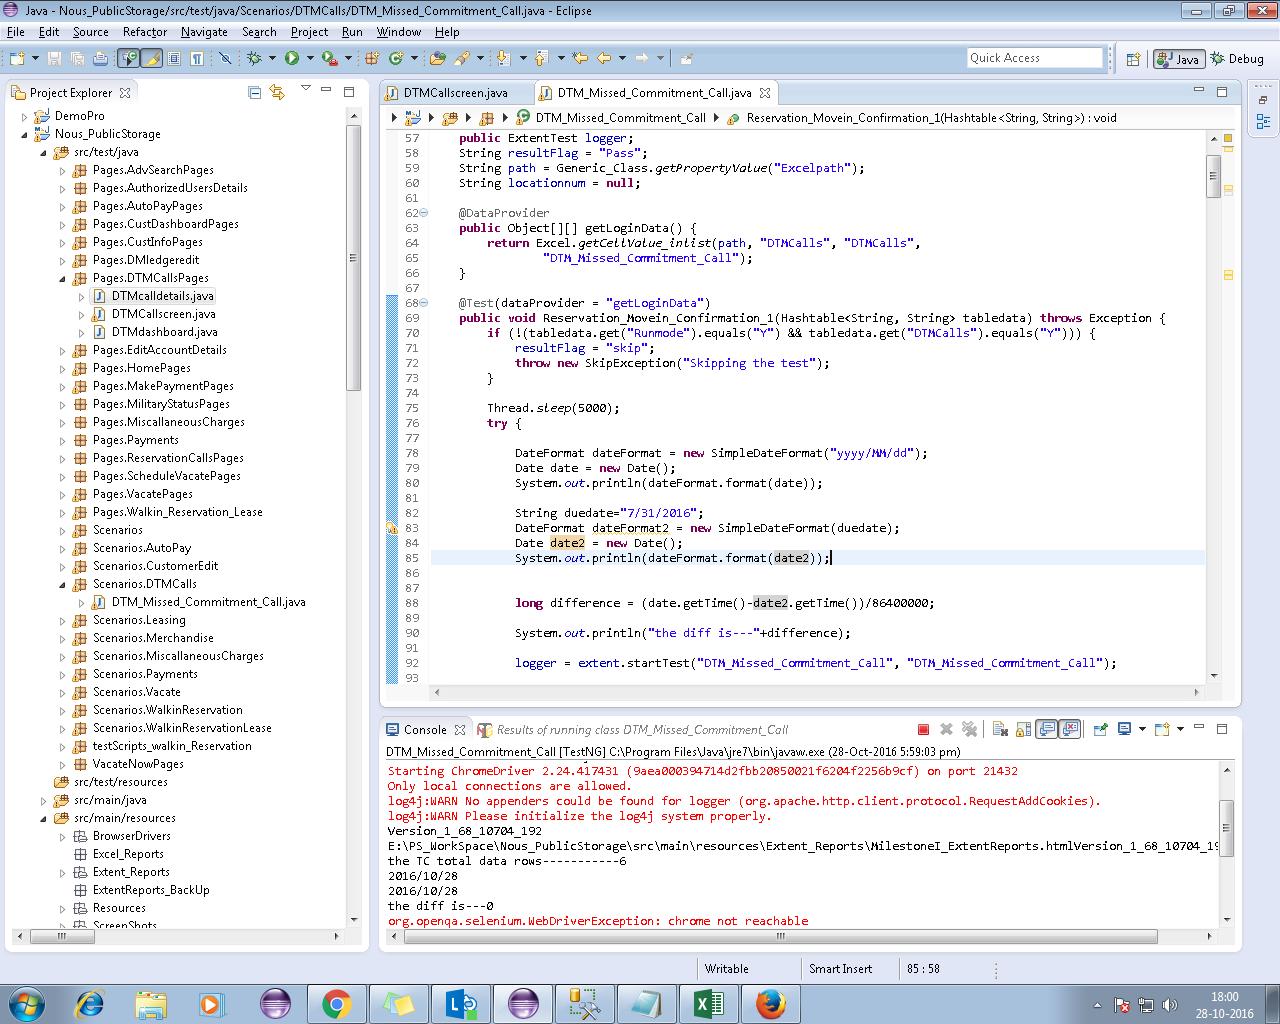 Java - Nous_PublicStorage/src/test/java/Scenarios/DTMCalls/DTM_Missed_Commitment_Call.java - Eclipse
File Edit Source Refactor Navigate Search Project Run Window Help
Quick Access
Java
Debug
Project Explorer
DemoPro
Nous_PublicStorage
src/test/java
Pages.AdvSearchPages
Pages.AuthorizedUsersDetails
Pages.AutoPayPages
Pages.CustDashboardPages
Pages.CustInfoPages
Pages.DMledgeredit
Pages.DTMCallsPages
DTMcalldetails.java
DTMCallscreen.java
DTMdashboard.java
Pages.EditAccountDetails
Pages.HomePages
Pages.MakePaymentPages
Pages.MilitaryStatusPages
Pages.MiscallaneousCharges
Pages.Payments
Pages.ReservationCallsPages
Pages.ScheduleVacatePages
Pages.VacatePages
Pages.Walkin_Reservation_Lease
Scenarios
Scenarios.AutoPay
Scenarios.CustomerEdit
Scenarios.DTMCalls
DTM_Missed_Commitment_Call.java
Scenarios.Leasing
Scenarios.Merchandise
Scenarios.MiscallaneousCharges
Scenarios.Payments
Scenarios.Vacate
Scenarios.WalkinReservation
Scenarios.WalkinReservationLease
testScripts_walkin_Reservation
VacateNowPages
src/test/resources
src/main/java
src/main/resources
BrowserDrivers
Excel_Reports
Extent_Reports
ExtentReports_BackUp
Resources
ScreenShots
DTMCallscreen.java
DTM_Missed_Commitment_Call.java
DTM_Missed_Commitment_Call
Reservation_Movein_Confirmation_1(Hashtable<String, String>) : void
57 public ExtentTest logger;
58 String resultFlag = "Pass";
59 String path = Generic_Class.getPropertyValue("Excelpath");
60 String locationnum = null;
61
62 @DataProvider
63 public Object[][] getLoginData() {
64 return Excel.getCellValue_inlist(path, "DTMCalls", "DTMCalls",
65 "DTM_Missed_Commitment_Call");
66 }
67
68 @Test(dataProvider = "getLoginData")
69 public void Reservation_Movein_Confirmation_1(Hashtable<String, String> tabledata) throws Exception {
70 if (!(tabledata.get("Runmode").equals("Y") && tabledata.get("DTMCalls").equals("Y"))) {
71 resultFlag = "skip";
72 throw new SkipException("Skipping the test");
73 }
74
75 Thread.sleep(5000);
76 try {
77
78 DateFormat dateFormat = new SimpleDateFormat("yyyy/MM/dd");
79 Date date = new Date();
80 System.out.println(dateFormat.format(date));
81
82 String duedate="7/31/2016";
83 DateFormat dateFormat2 = new SimpleDateFormat(duedate);
84 Date date2 = new Date();
85 System.out.println(dateFormat.format(date2));
86
87
88 long difference = (date.getTime()-date2.getTime())/86400000;
89
90 System.out.println("the diff is---"+difference);
91
92 logger = extent.startTest("DTM_Missed_Commitment_Call", "DTM_Missed_Commitment_Call");
93
Console
Results of running class DTM_Missed_Commitment_Call
DTM_Missed_Commitment_Call [TestNG] C:\Program Files\Java\jre7\bin\javaw.exe (28-Oct-2016 5:59:03 pm)
Starting ChromeDriver 2.24.417431 (9aea000394714d2fbb20850021f6204f2256b9cf) on port 21432
Only local connections are allowed.
log4j:WARN No appenders could be found for logger (org.apache.http.client.protocol.RequestAddCookies).
log4j:WARN Please initialize the log4j system properly.
Version_1_68_10704_192
E:\PS_WorkSpace\Nous_PublicStorage\src\main\resources\Extent_Reports\MilestoneI_ExtentReports.htmlVersion_1_68_10704_19
the TC total data rows-----------6
2016/10/28
2016/10/28
the diff is---0
org.openqa.selenium.WebDriverException: chrome not reachable
Writable Smart Insert 85 : 58
18:00
28-10-2016